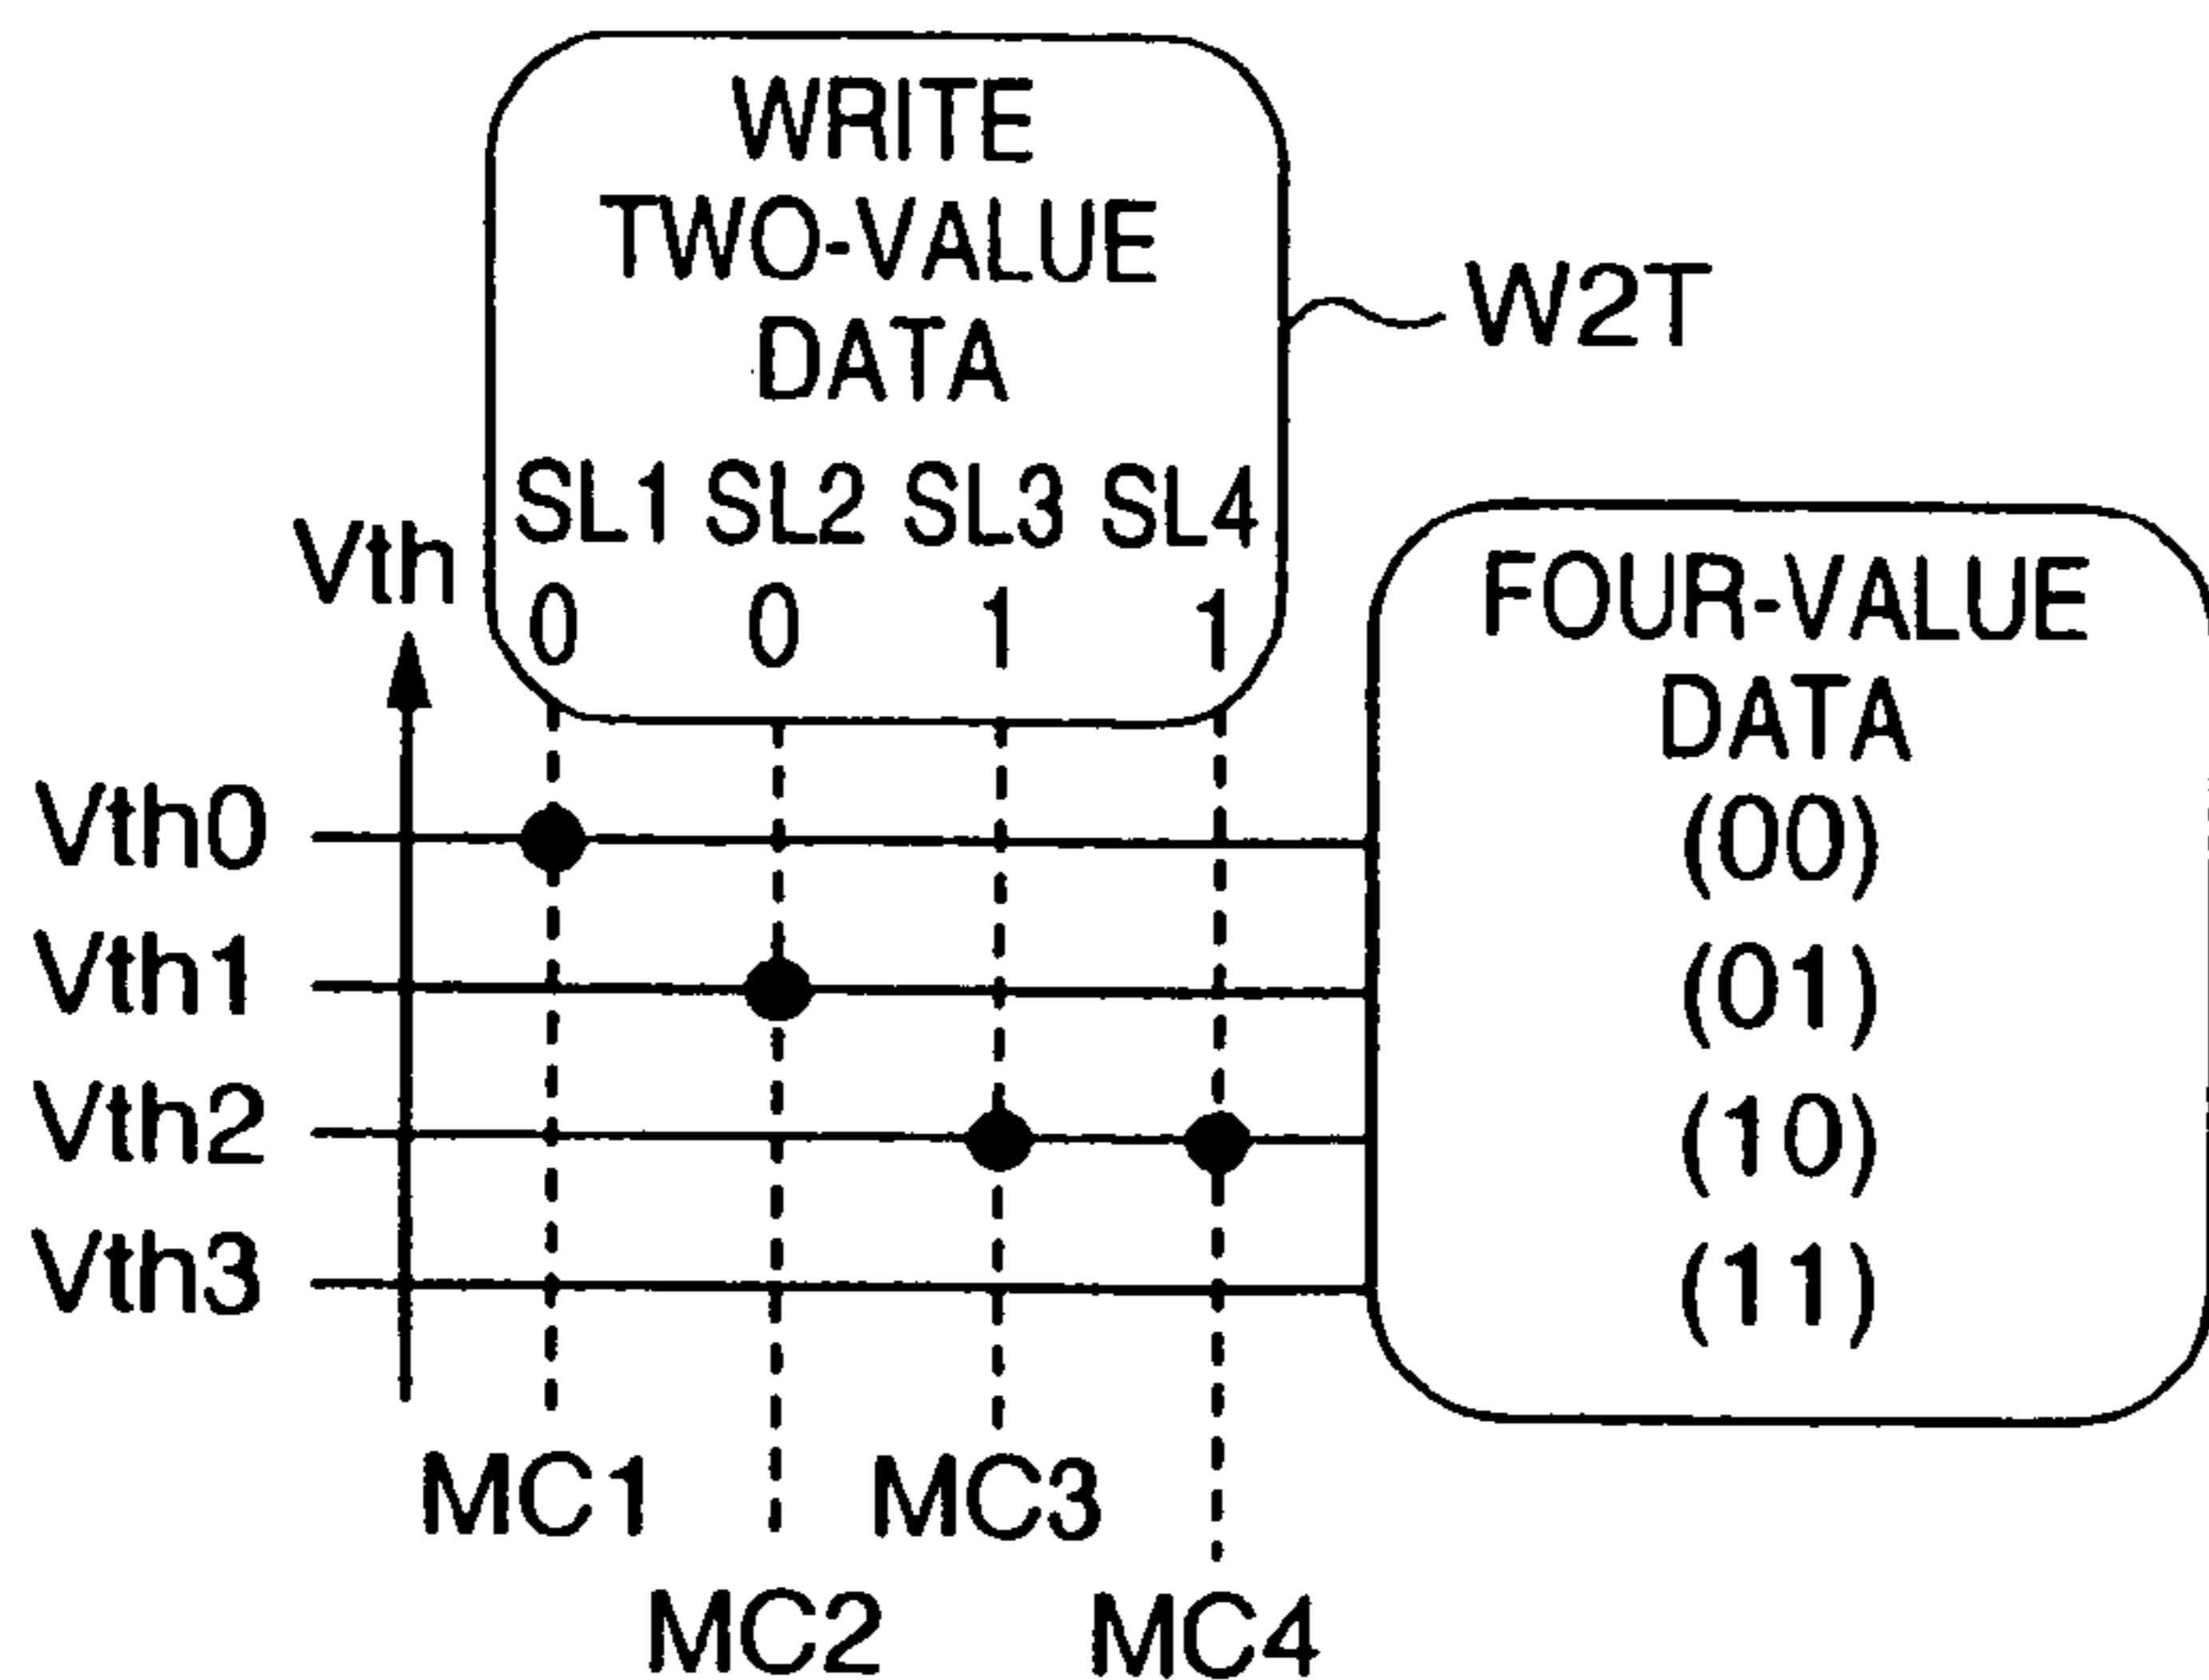 WRITE
TWO-VALUE
DATA
W2T
SL1 SL2 SL3 SL4
Vth
0 0 1 1
FOUR-VALUE
DATA
Vth0 (00)
Vth1 (01)
Vth2 (10)
Vth3 (11)
MC1 MC3
MC2 MC4